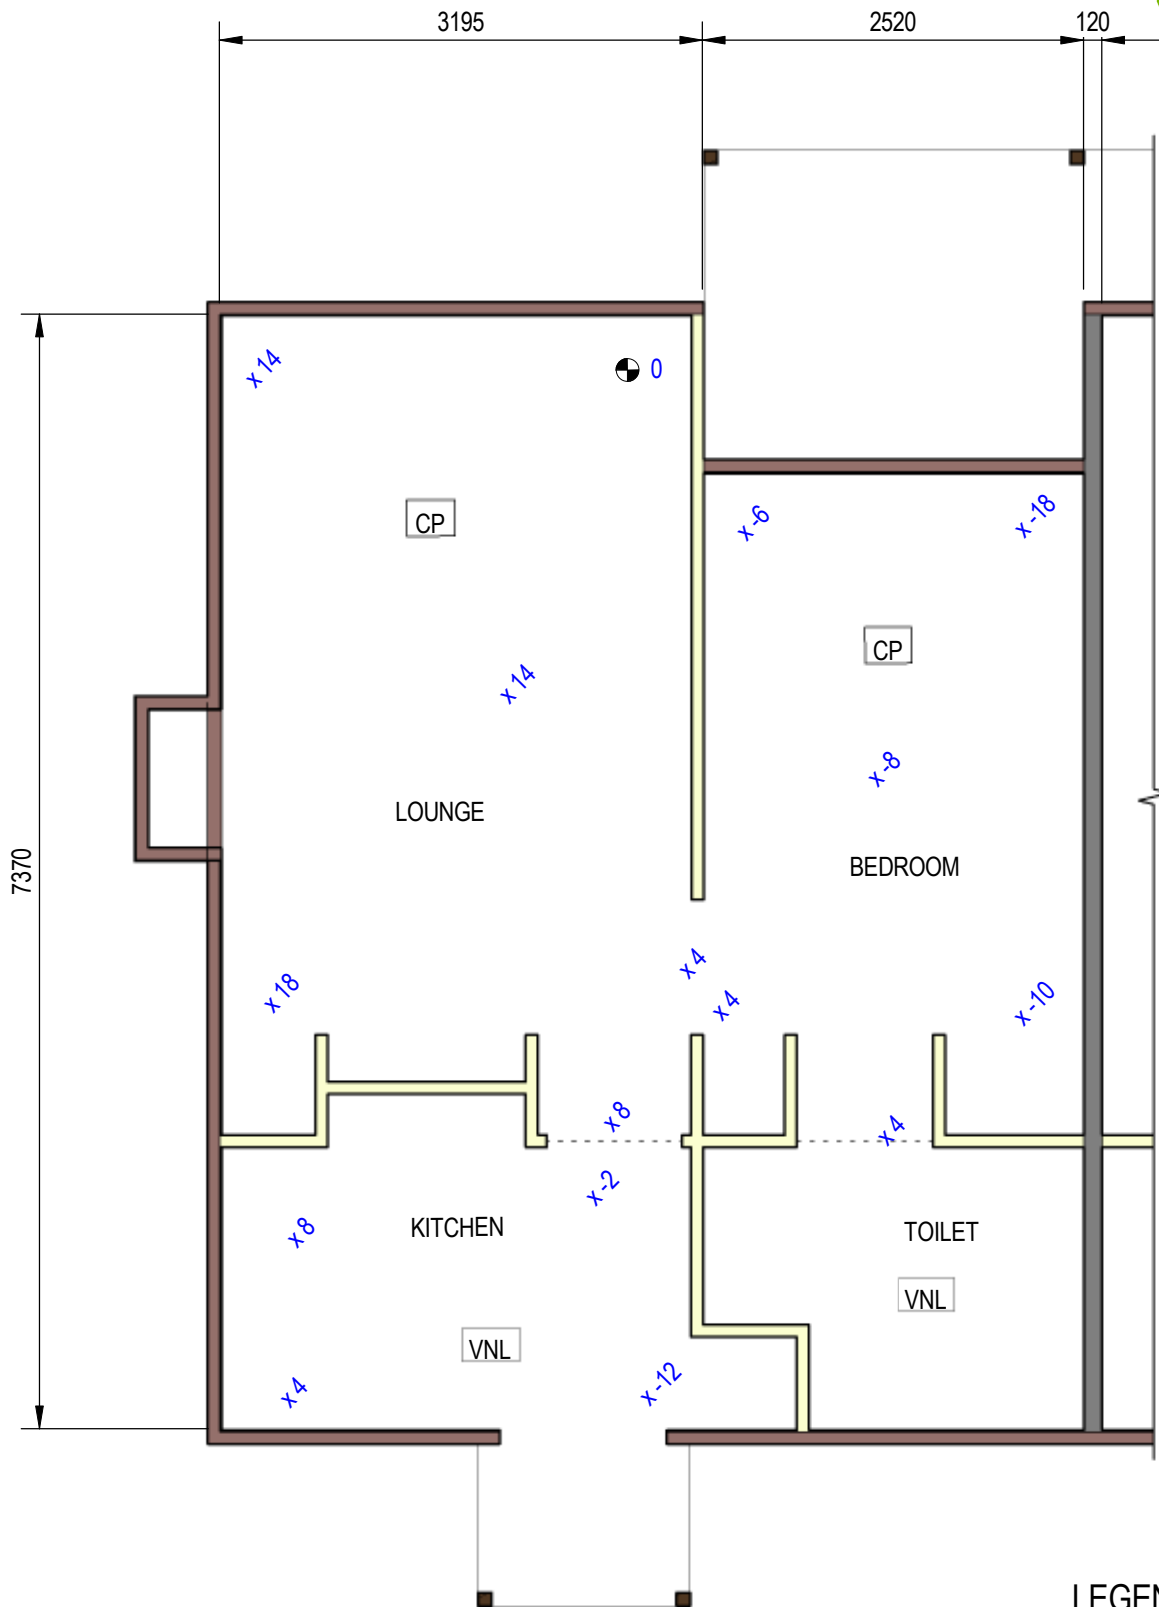 3195
2520
120
x 14
0
CP
x -6
x -18
CP
x 14
x -8
LOUNGE
7370
BEDROOM
x 4
x 18
x 4
x -10
x 8
x 4
x -2
x 8
KITCHEN
TOILET
VNL
VNL
x 4
x -12
LEGEN